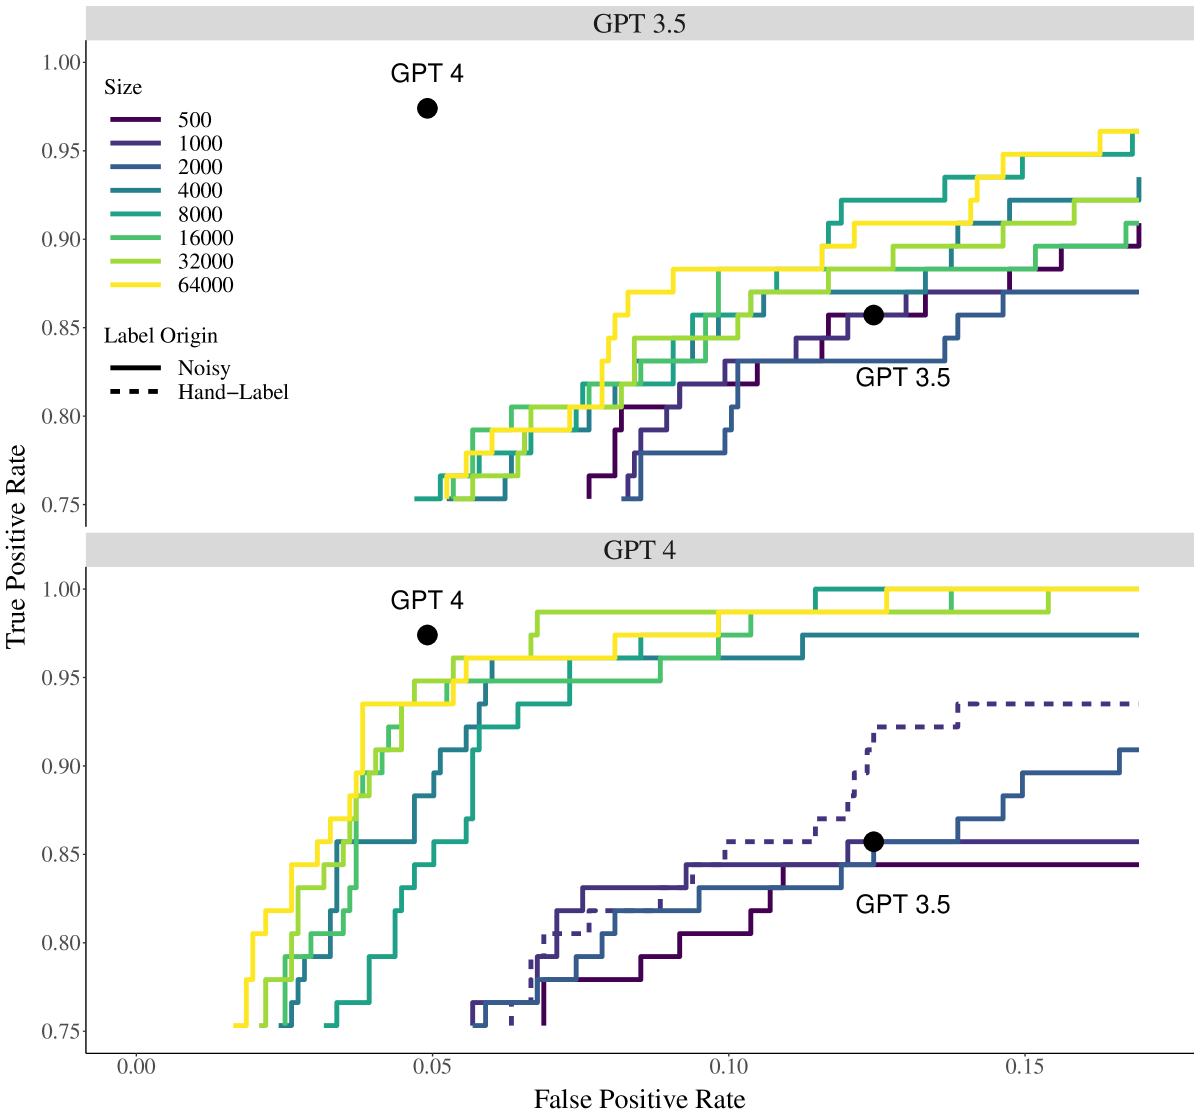 GPT 3.5
1.00
0.95
0.90
0.85
0.80
0.75
GPT 4
Size
500
1000
2000
4000
8000
16000
32000
64000
Label Origin
Noisy
Hand−Label
GPT 3.5
True Positive Rate
GPT 4
1.00
0.95
0.90
0.85
0.80
0.75
GPT 4
GPT 3.5
0.00
0.05
0.10
0.15
False Positive Rate